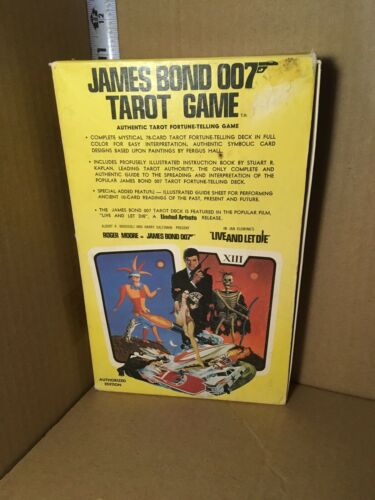 JAMES BOND 007
TAROT GAME TM
AUTHENTIC TAROT FORTUNE-TELLING GAME
• COMPLETE MYSTICAL 78-CARD TAROT FORTUNE-TELLING DECK IN FULL
COLOR FOR EASY INTERPRETATION. AUTHENTIC SYMBOLIC CARD
DESIGNS BASED UPON PAINTINGS BY FERGUS HALL.
• INCLUDES PROFUSELY ILLUSTRATED INSTRUCTION BOOK BY STUART R.
KAPLAN, LEADING TAROT AUTHORITY, THE ONLY COMPLETE AND
AUTHENTIC GUIDE TO THE SPREADING AND INTERPRETATION OF THE
POPULAR JAMES BOND 007 TAROT FORTUNE-TELLING DECK.
• SPECIAL ADDED FEATURE — ILLUSTRATED GUIDE SHEET FOR PERFORMING
ANCIENT 10-CARD READINGS OF THE PAST, PRESENT AND FUTURE.
• THE JAMES BOND 007 TAROT DECK IS FEATURED IN THE POPULAR FILM,
"LIVE AND LET DIE", A United Artists RELEASE.
ALBERT R. BROCCOLI AND HARRY SALTZMAN PRESENT
ROGER MOORE AS JAMES BOND 007
IN IAN FLEMING'S
"LIVE AND LET DIE"
XIII
AUTHORIZED
EDITION
11
12